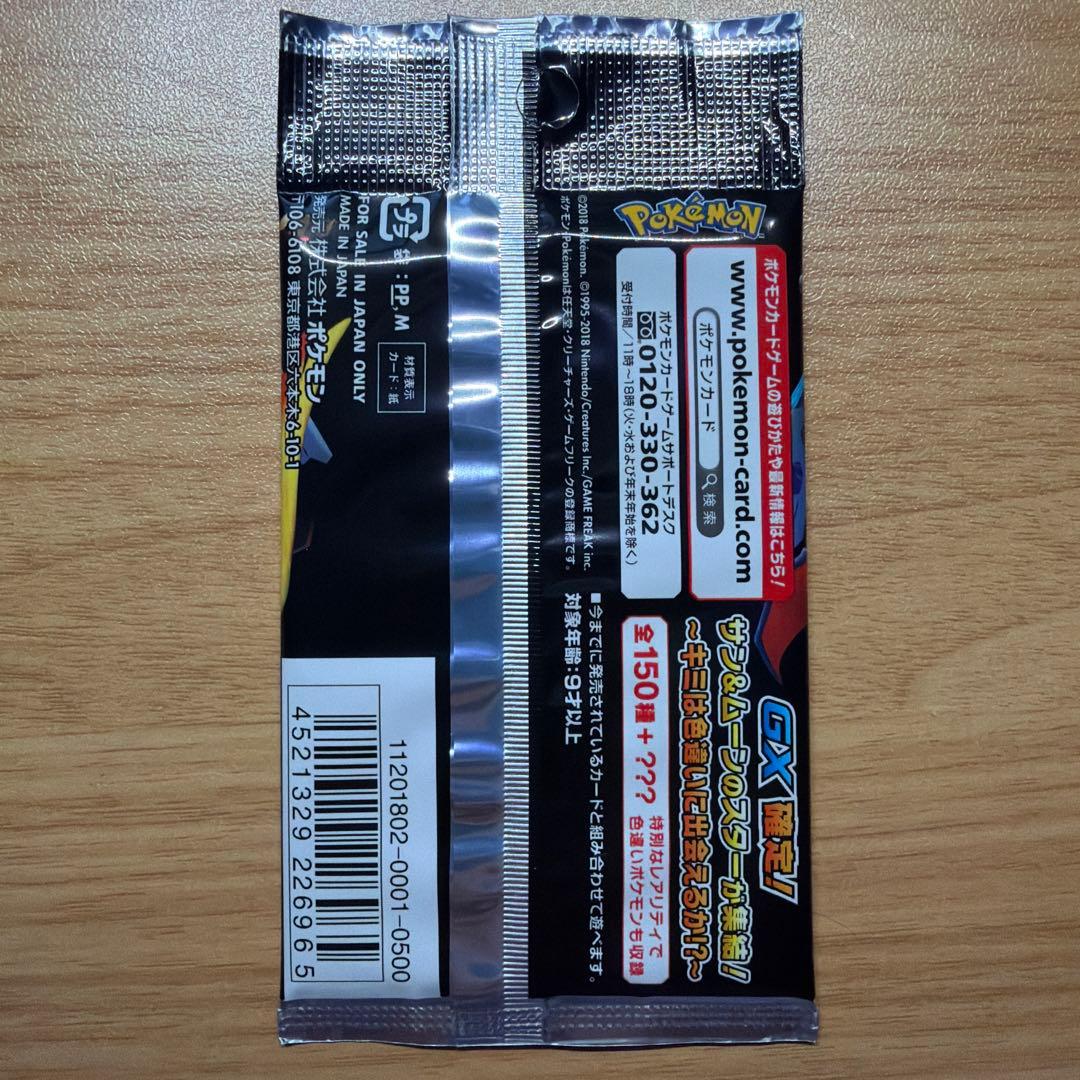 Pokémon
ポケモンカードゲームの遊びかたや最新情報はこちら!
www.pokemon-card.com
ポケモンカード 検索
ポケモンカードゲームサポートデスク
0120-330-362
受付時間/11時~18時(火・水および年末年始を除く)
©2018 Pokémon. ©1995-2018 Nintendo/Creatures Inc./GAME FREAK inc.
ポケモン・Pokémonは任天堂・クリーチャーズ・ゲームフリークの登録商標です。
GX確定!
サン&ムーンのスターが集結!
~キミは色違いに出会えるか!?~
全150種+???
特別なレアリティで
色違いポケモンも収録
■今までに発売されているカードと組み合わせて遊べます。
対象年齢:9才以上
プラ
袋:PP,M
材質表示
カード:紙
FOR SALE IN JAPAN ONLY
MADE IN JAPAN
発売元 株式会社 ポケモン
〒106-6108 東京都港区六本木6-10-1
11201802-0001-0500
4521329 226965